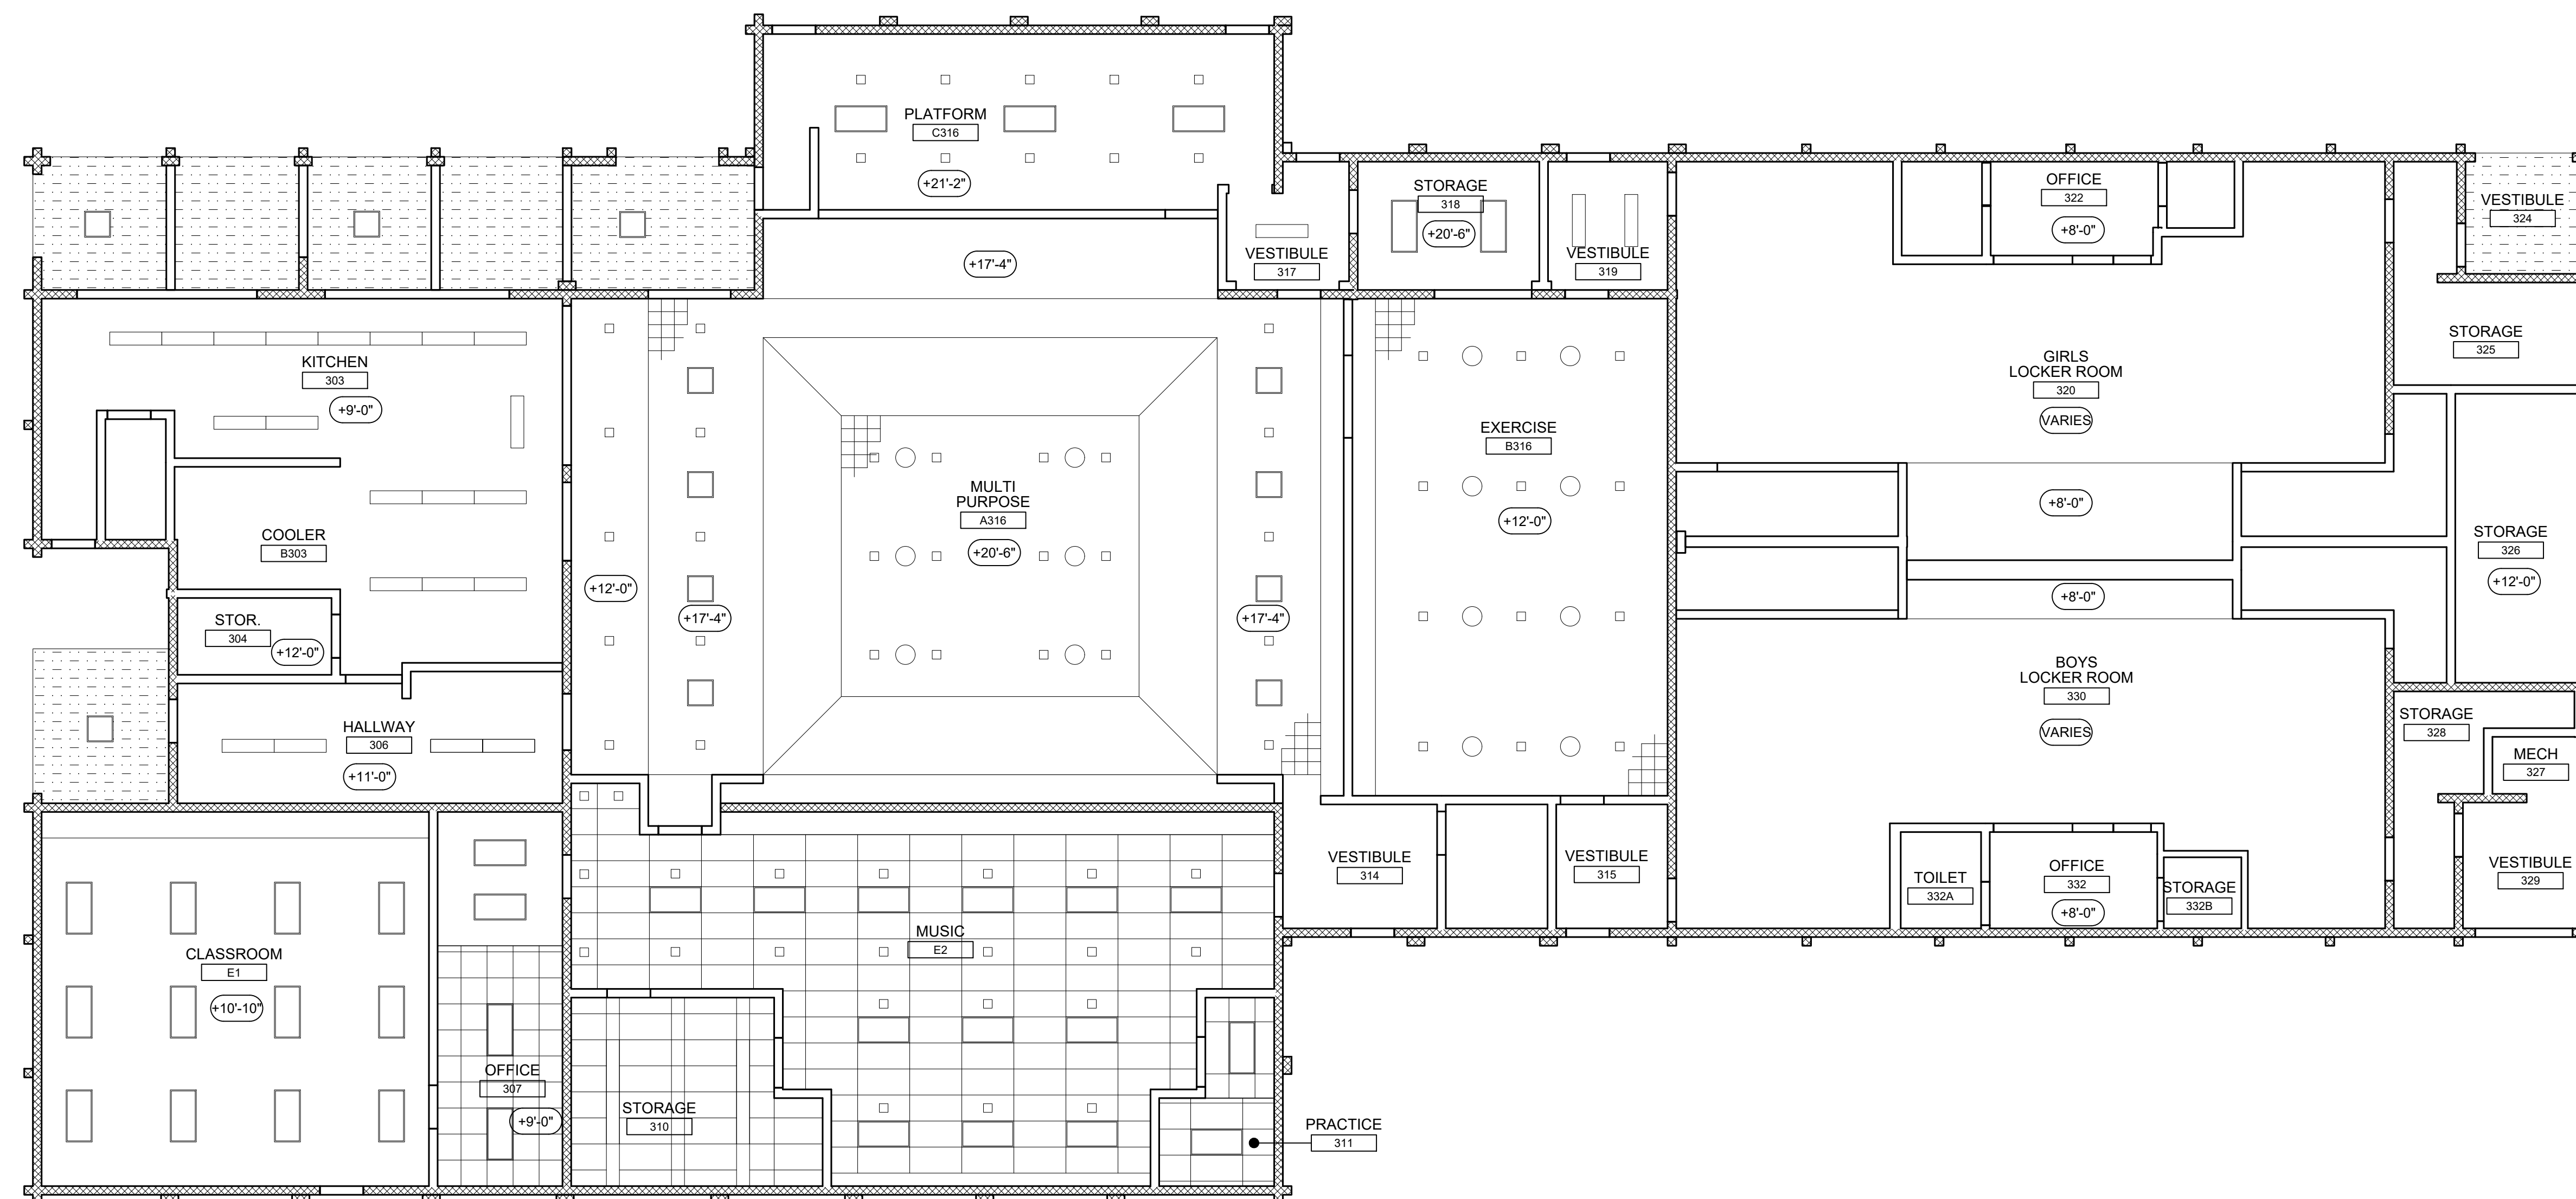 PLATFORM
C316
+21'-2"
STORAGE
318
+20'-6"
VESTIBULE
317
VESTIBULE
319
OFFICE
322
+8'-0"
VESTIBULE
324
+17'-4"
KITCHEN
303
+9'-0"
STORAGE
325
GIRLS
LOCKER ROOM
320
VARIES
EXERCISE
B316
+12'-0"
MULTI
PURPOSE
A316
+20'-6"
COOLER
B303
+8'-0"
STORAGE
326
+12'-0"
+12'-0"
+17'-4"
+17'-4"
+8'-0"
STOR.
304
+12'-0"
BOYS
LOCKER ROOM
330
VARIES
HALLWAY
306
+11'-0"
STORAGE
328
MECH
327
VESTIBULE
314
VESTIBULE
315
TOILET
332A
OFFICE
332
+8'-0"
STORAGE
332B
VESTIBULE
329
MUSIC
E2
CLASSROOM
E1
+10'-10"
OFFICE
307
+9'-0"
STORAGE
310
PRACTICE
311